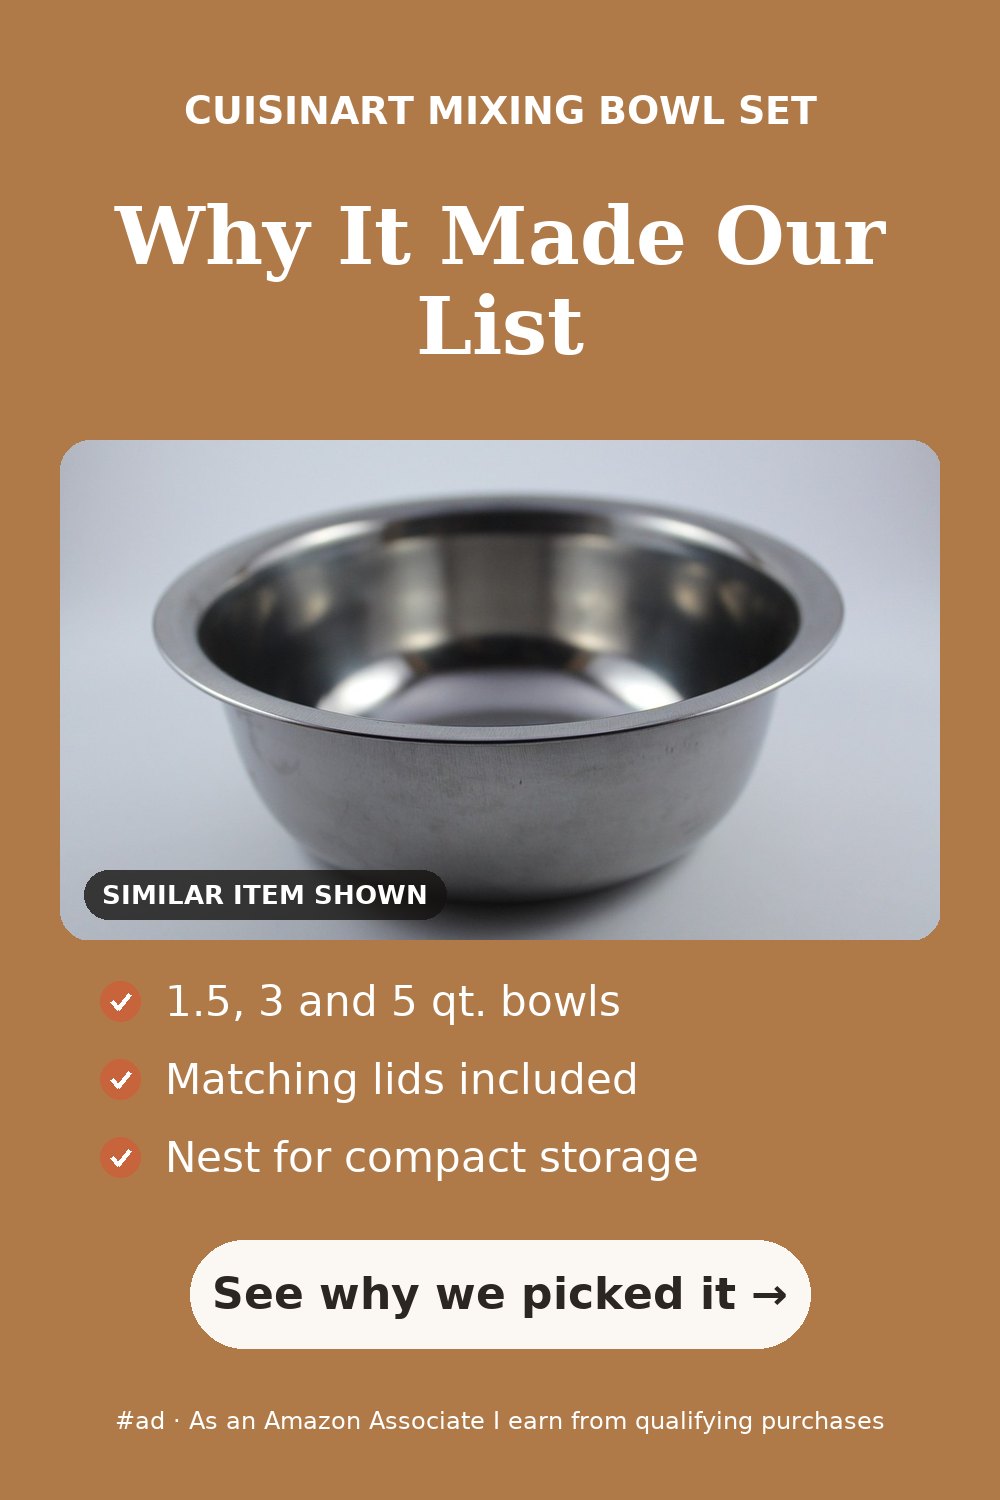 CUISINART MIXING BOWL SET
Why It Made Our
List
SIMILAR ITEM SHOWN
1.5, 3 and 5 qt. bowls
Matching lids included
Nest for compact storage
See why we picked it →
#ad · As an Amazon Associate I earn from qualifying purchases